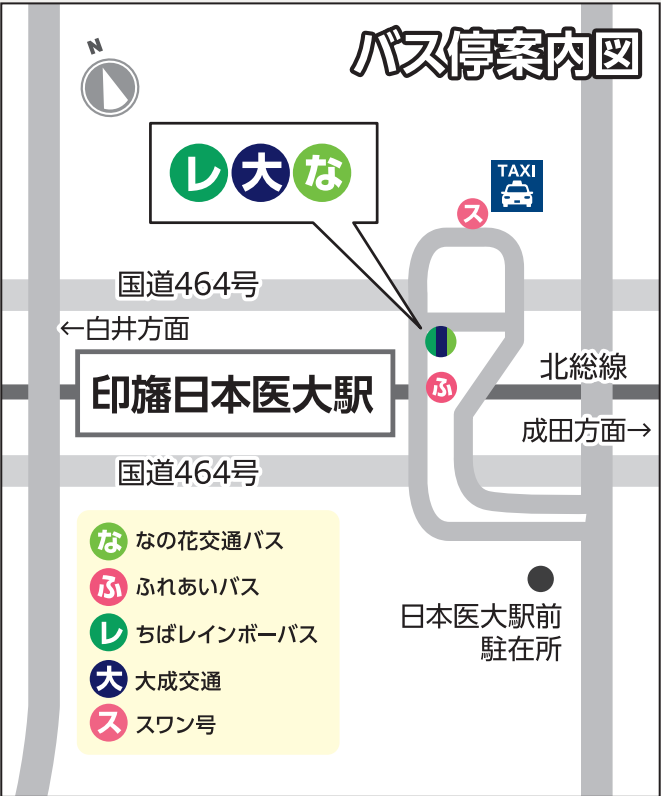 N
バス停案内図
レ 大 な
TAXI
ス
国道464号
←白井方面
印旛日本医大駅
ふ
北総線
成田方面→
国道464号
な なの花交通バス
ふ ふれあいバス
レ ちばレインボーバス
大 大成交通
ス スワン号
日本医大駅前
駐在所